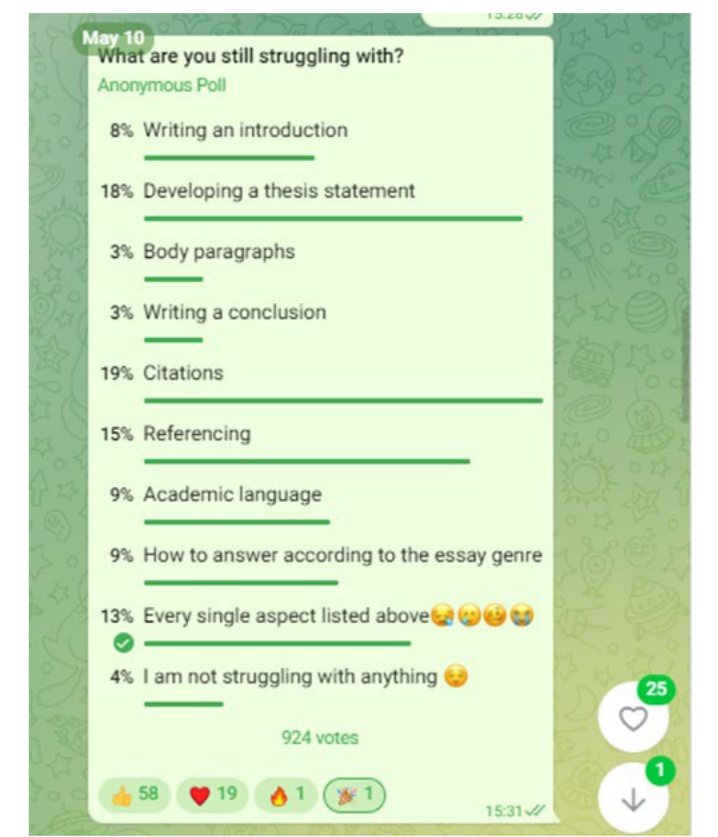 15:28
May 10
What are you still struggling with?
Anonymous Poll
8% Writing an introduction
18% Developing a thesis statement
3% Body paragraphs
3% Writing a conclusion
19% Citations
15% Referencing
9% Academic language
9% How to answer according to the essay genre
13% Every single aspect listed above😪🥲🥴😭
4% I am not struggling with anything 😌
924 votes
👍 58 ❤️ 19 🔥 1 🎉 1
15:31
25
1